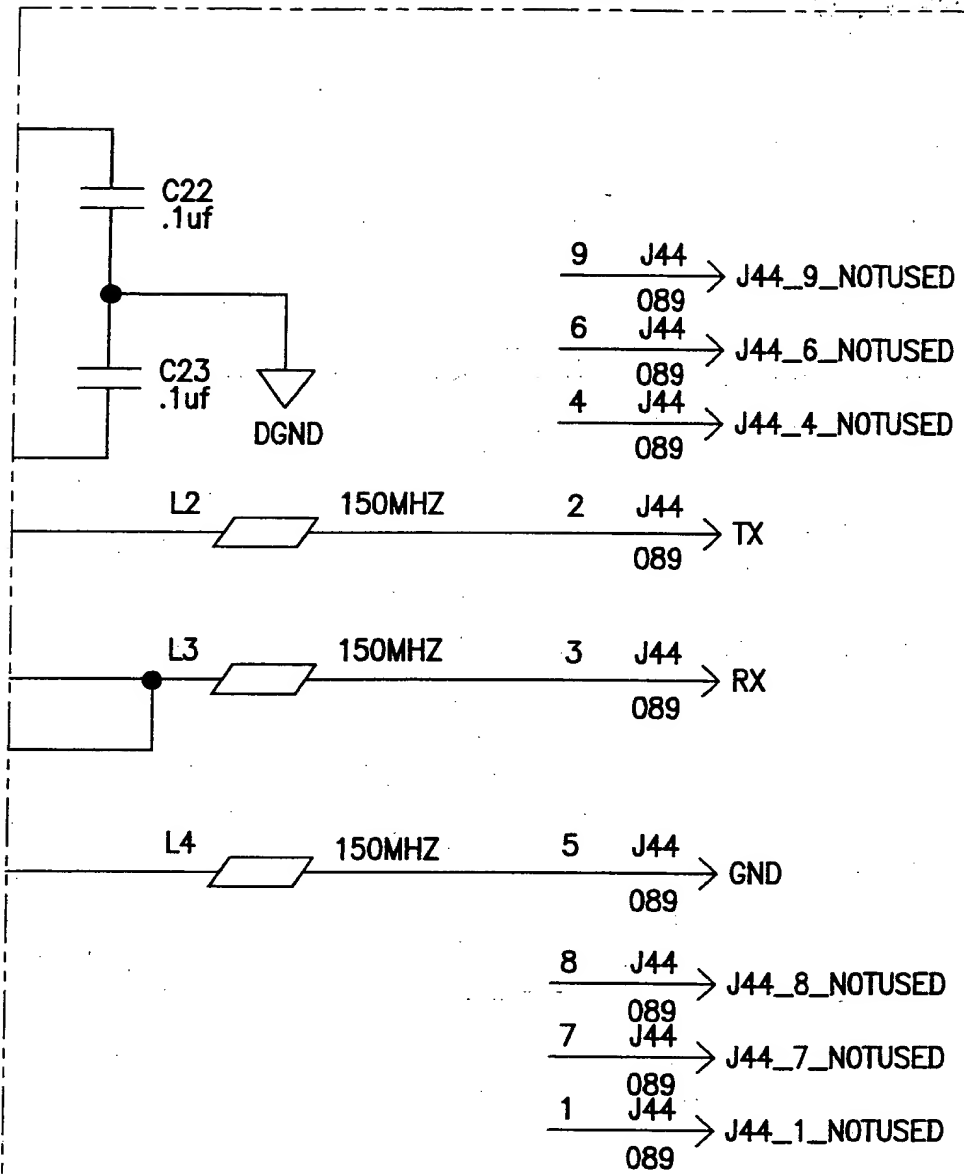 C22
.1uf
9 J44
J44_9_NOTUSED
089
6 J44
J44_6_NOTUSED
089
C23
.1uf
4 J44
J44_4_NOTUSED
089
DGND
L2 150MHZ 2 J44
TX
089
L3 150MHZ 3 J44
RX
089
L4 150MHZ 5 J44
GND
089
8 J44
J44_8_NOTUSED
089
7 J44
J44_7_NOTUSED
089
1 J44
J44_1_NOTUSED
089